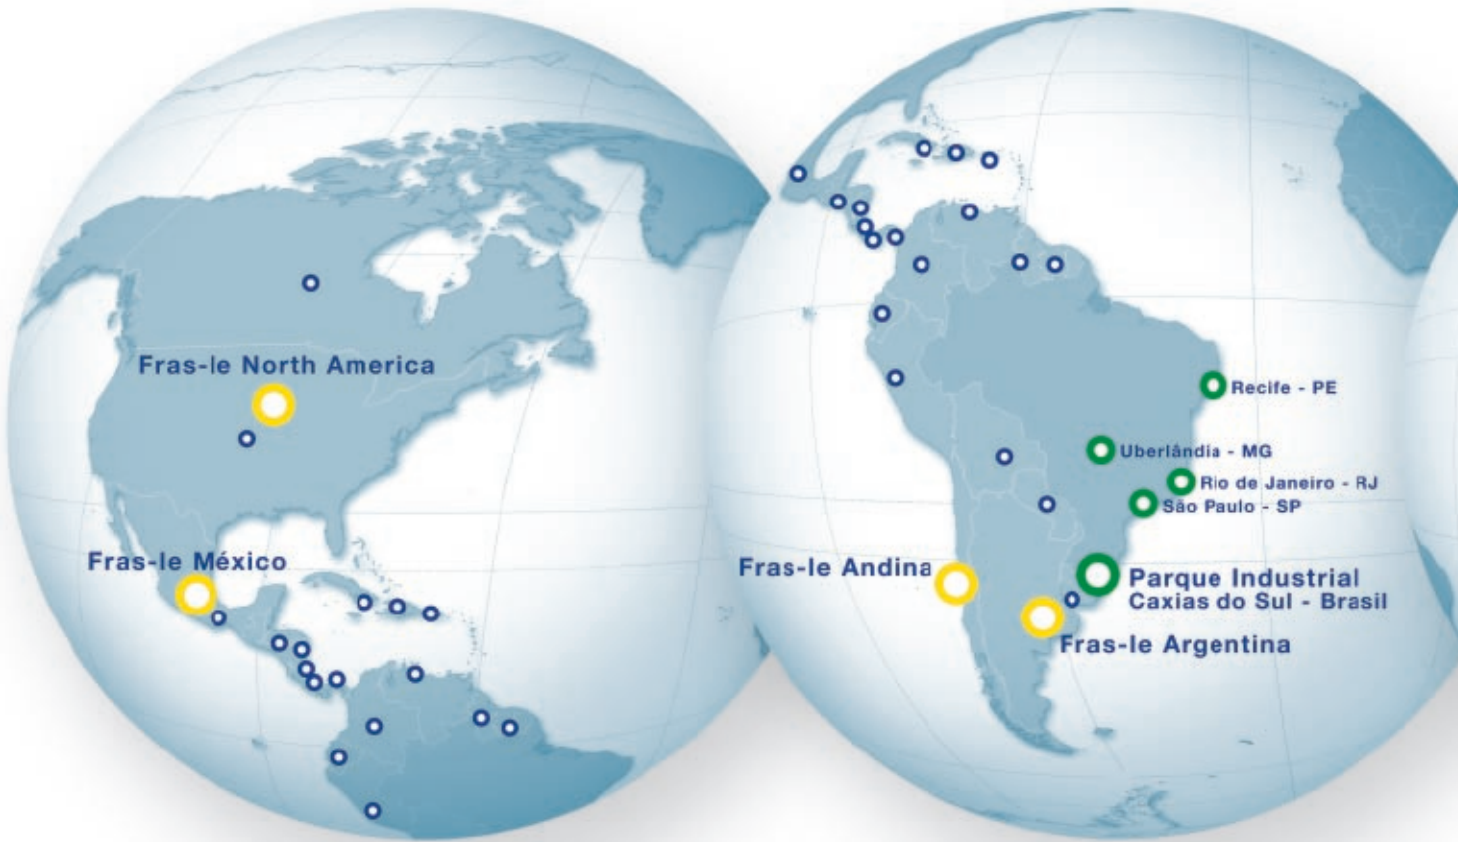 Fras-le North America
Fras-le México
Recife - PE
Uberlândia - MG
Rio de Janeiro - RJ
São Paulo - SP
Fras-le Andina
Parque Industrial
Caxias do Sul - Brasil
Fras-le Argentina